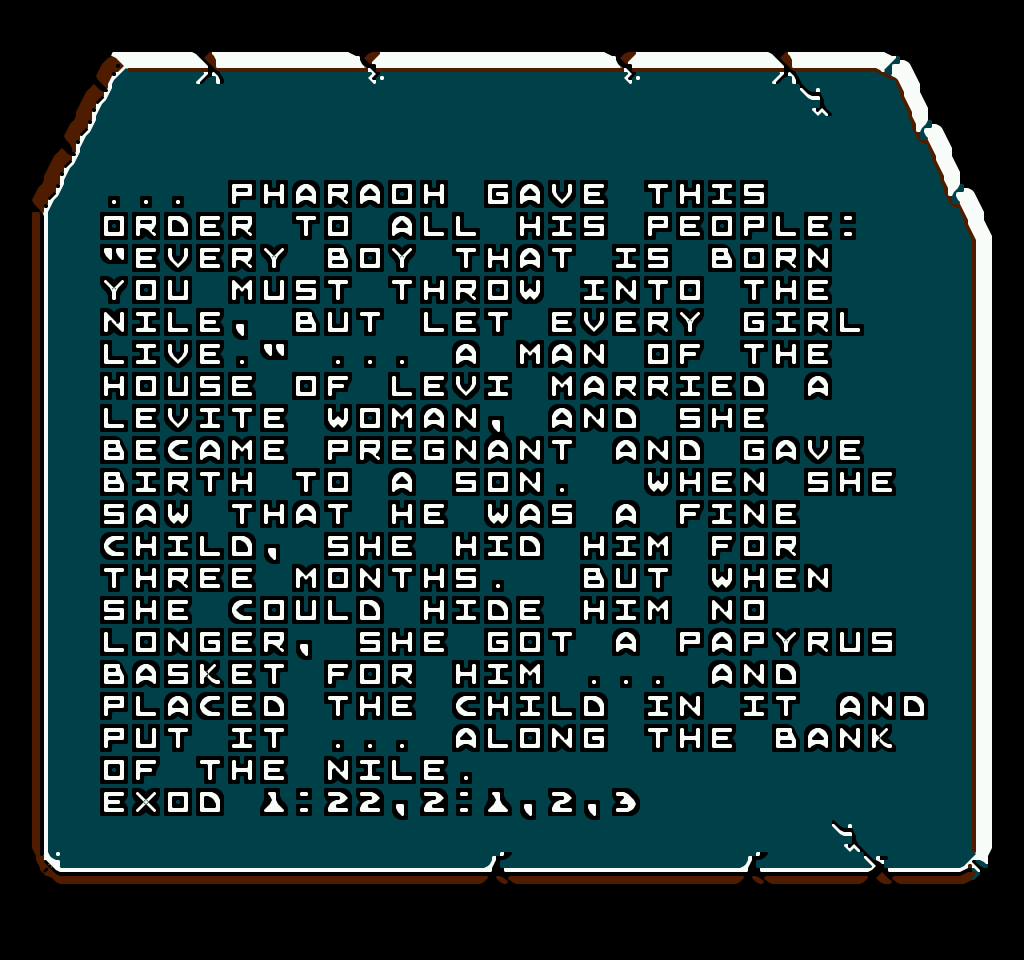 ... PHARAOH GAVE THIS
ORDER TO ALL HIS PEOPLE:
"EVERY BOY THAT IS BORN
YOU MUST THROW INTO THE
NILE, BUT LET EVERY GIRL
LIVE." ... A MAN OF THE
HOUSE OF LEVI MARRIED A
LEVITE WOMAN, AND SHE
BECAME PREGNANT AND GAVE
BIRTH TO A SON.  WHEN SHE
SAW THAT HE WAS A FINE
CHILD, SHE HID HIM FOR
THREE MONTHS.  BUT WHEN
SHE COULD HIDE HIM NO
LONGER, SHE GOT A PAPYRUS
BASKET FOR HIM ... AND
PLACED THE CHILD IN IT AND
PUT IT ... ALONG THE BANK
OF THE NILE.
EXOD 1:22,2:1,2,3